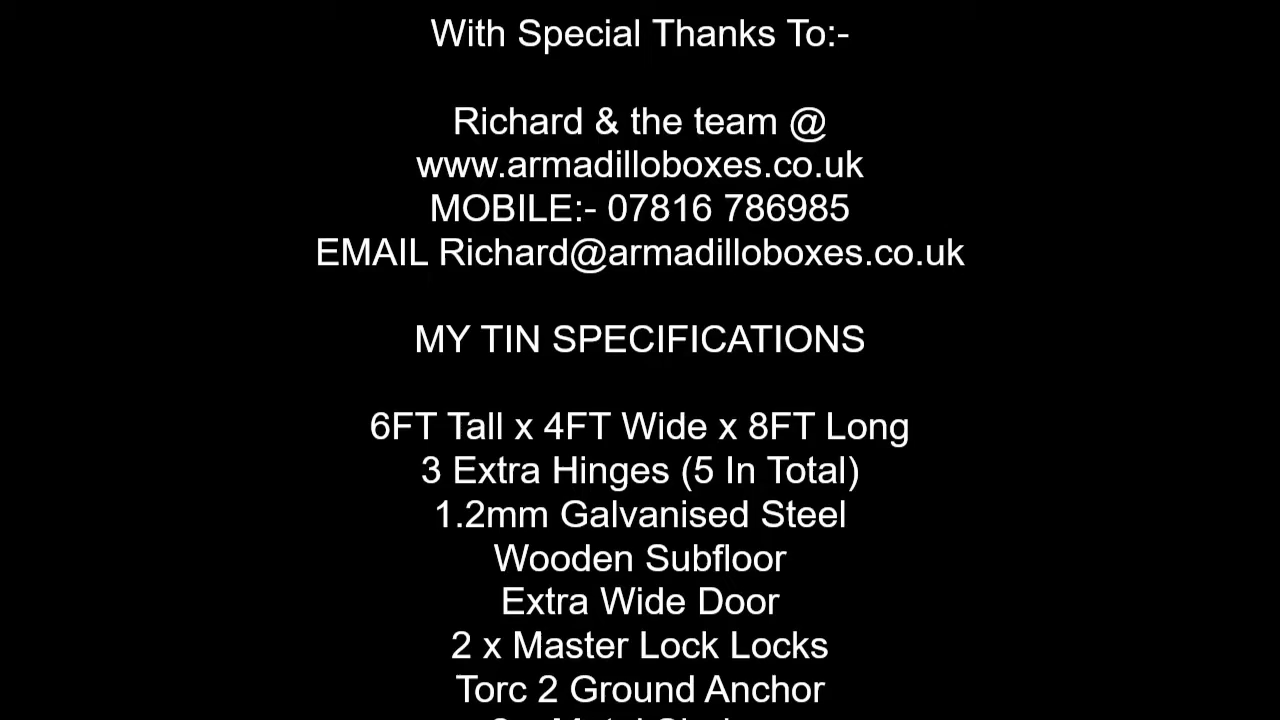 With Special Thanks To:-
Richard & the team @
www.armadilloboxes.co.uk
MOBILE:- 07816 786985
EMAIL Richard@armadilloboxes.co.uk
MY TIN SPECIFICATIONS
6FT Tall x 4FT Wide x 8FT Long
3 Extra Hinges (5 In Total)
1.2mm Galvanised Steel
Wooden Subfloor
Extra Wide Door
2 x Master Lock Locks
Torc 2 Ground Anchor